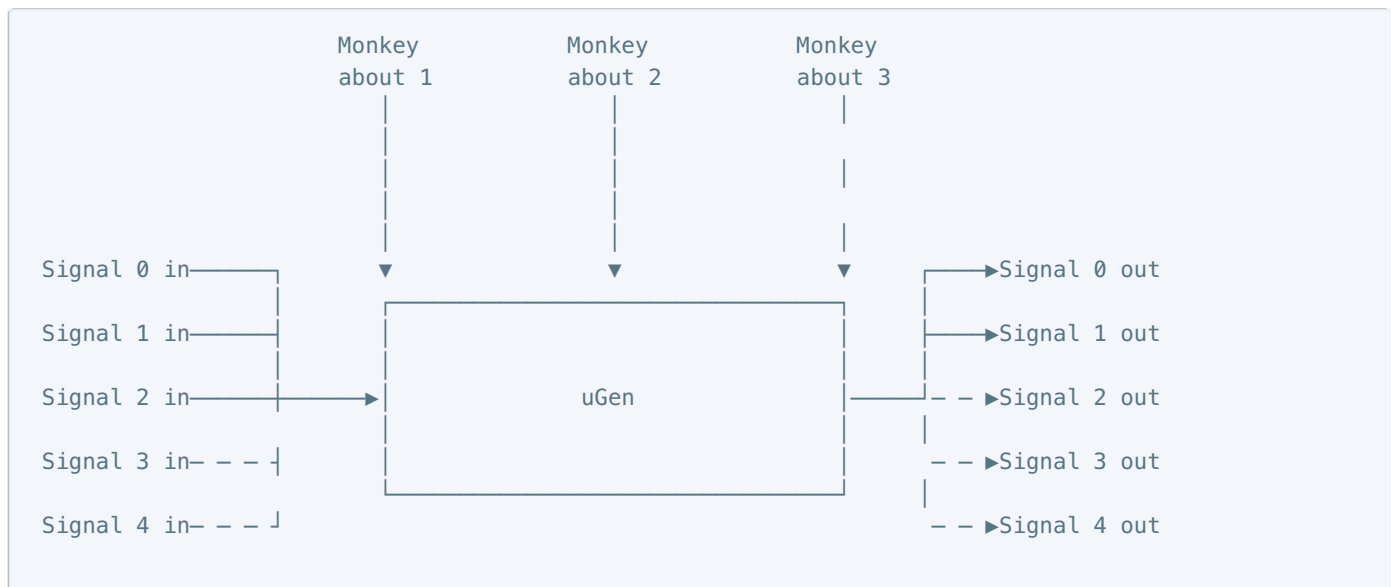 Monkey Monkey Monkey
about 1 about 2 about 3
Signal 0 in Signal 0 out
Signal 1 in Signal 1 out
Signal 2 in uGen Signal 2 out
Signal 3 in Signal 3 out
Signal 4 in Signal 4 out